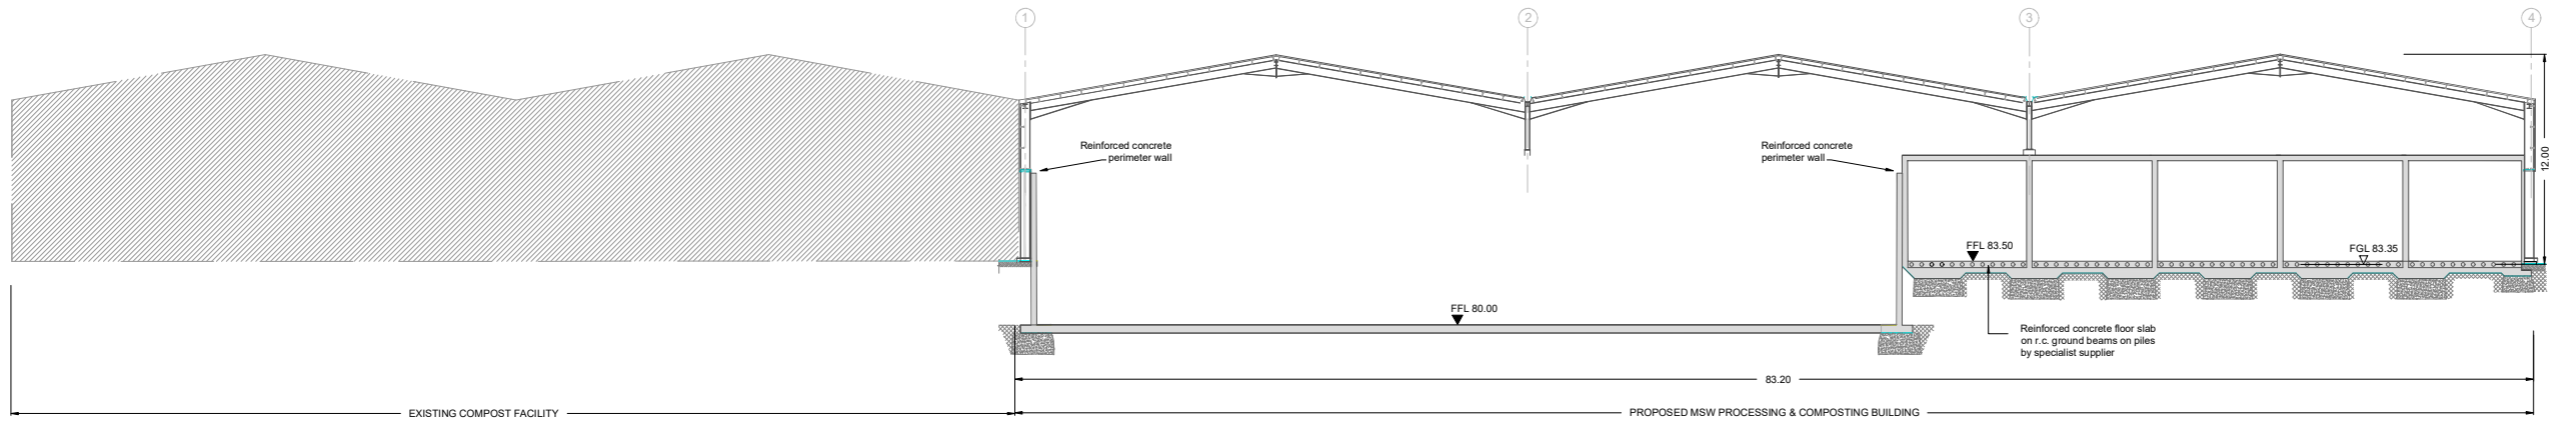 1
2
3
4
Reinforced concrete
perimeter wall
Reinforced concrete
perimeter wall
12.00
FFL 83.50
FGL 83.35
FFL 80.00
Reinforced concrete floor slab
on r.c. ground beams on piles
by specialist supplier
83.20
EXISTING COMPOST FACILITY
PROPOSED MSW PROCESSING & COMPOSTING BUILDING